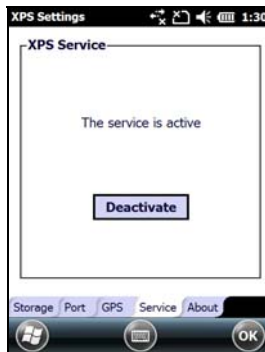 XPS Settings 1:30
XPS Service
The service is active
Deactivate
Storage Port GPS Service About
OK